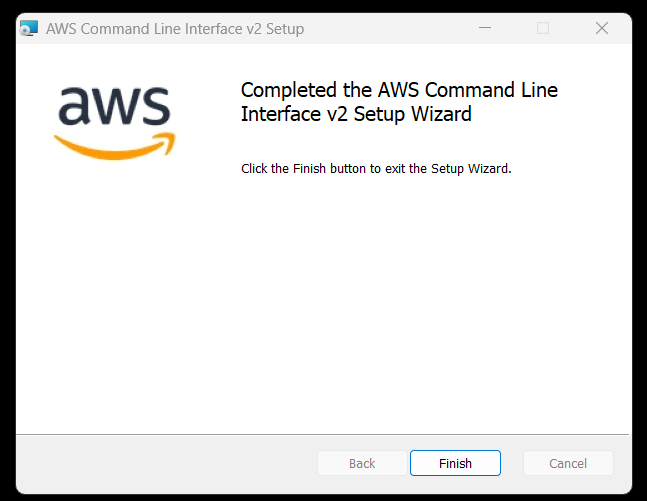 AWS Command Line Interface v2 Setup
aws
Completed the AWS Command Line
Interface v2 Setup Wizard
Click the Finish button to exit the Setup Wizard.
Back
Finish
Cancel